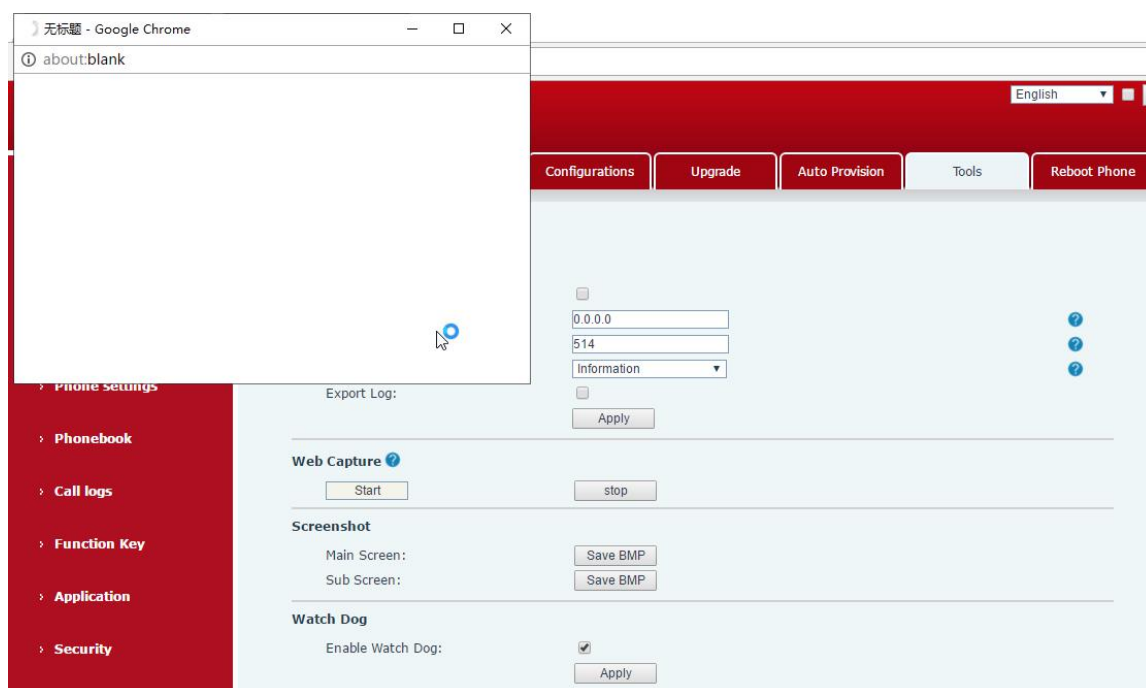 无标题 - Google Chrome
about:blank
English
Configurations
Upgrade
Auto Provision
Tools
Reboot Phone
0.0.0.0
514
Information
Export Log:
Apply
Web Capture
Start
stop
Screenshot
Main Screen:
Save BMP
Sub Screen:
Save BMP
Watch Dog
Enable Watch Dog:
Apply
Phone settings
Phonebook
Call logs
Function Key
Application
Security